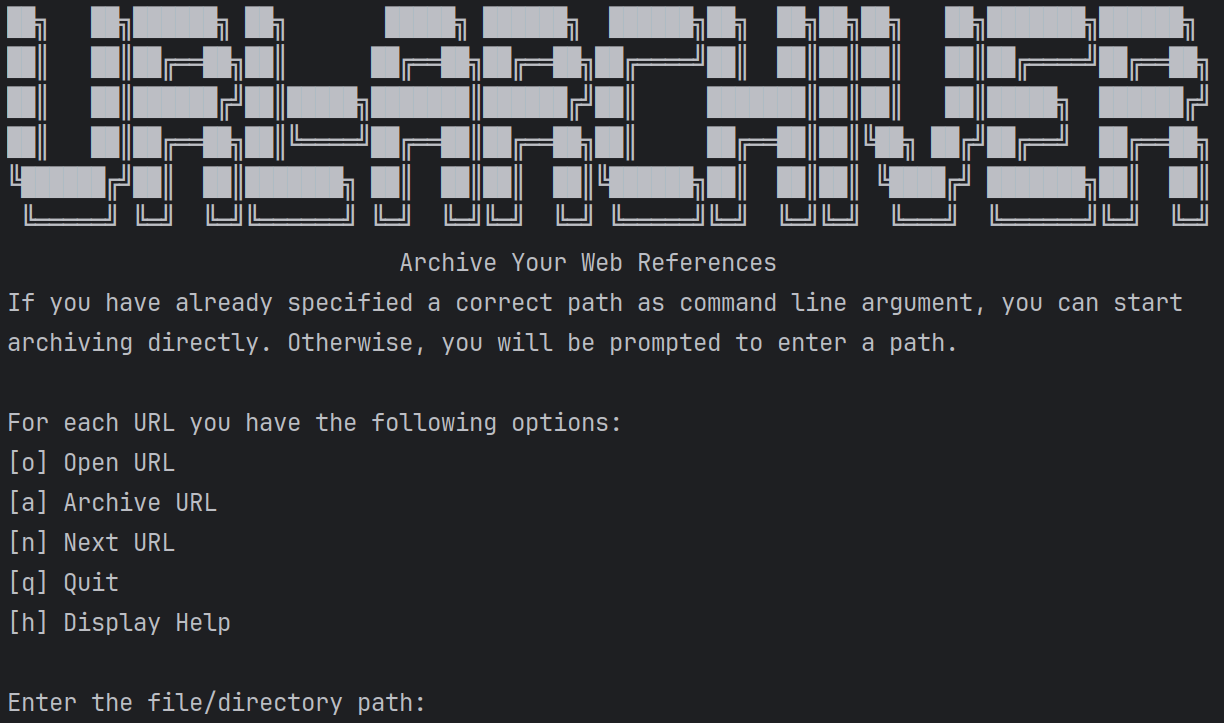 URL-ARCHIVER
Archive Your Web References
If you have already specified a correct path as command line argument, you can start
archiving directly. Otherwise, you will be prompted to enter a path.
For each URL you have the following options:
[o] Open URL
[a] Archive URL
[n] Next URL
[q] Quit
[h] Display Help
Enter the file/directory path: